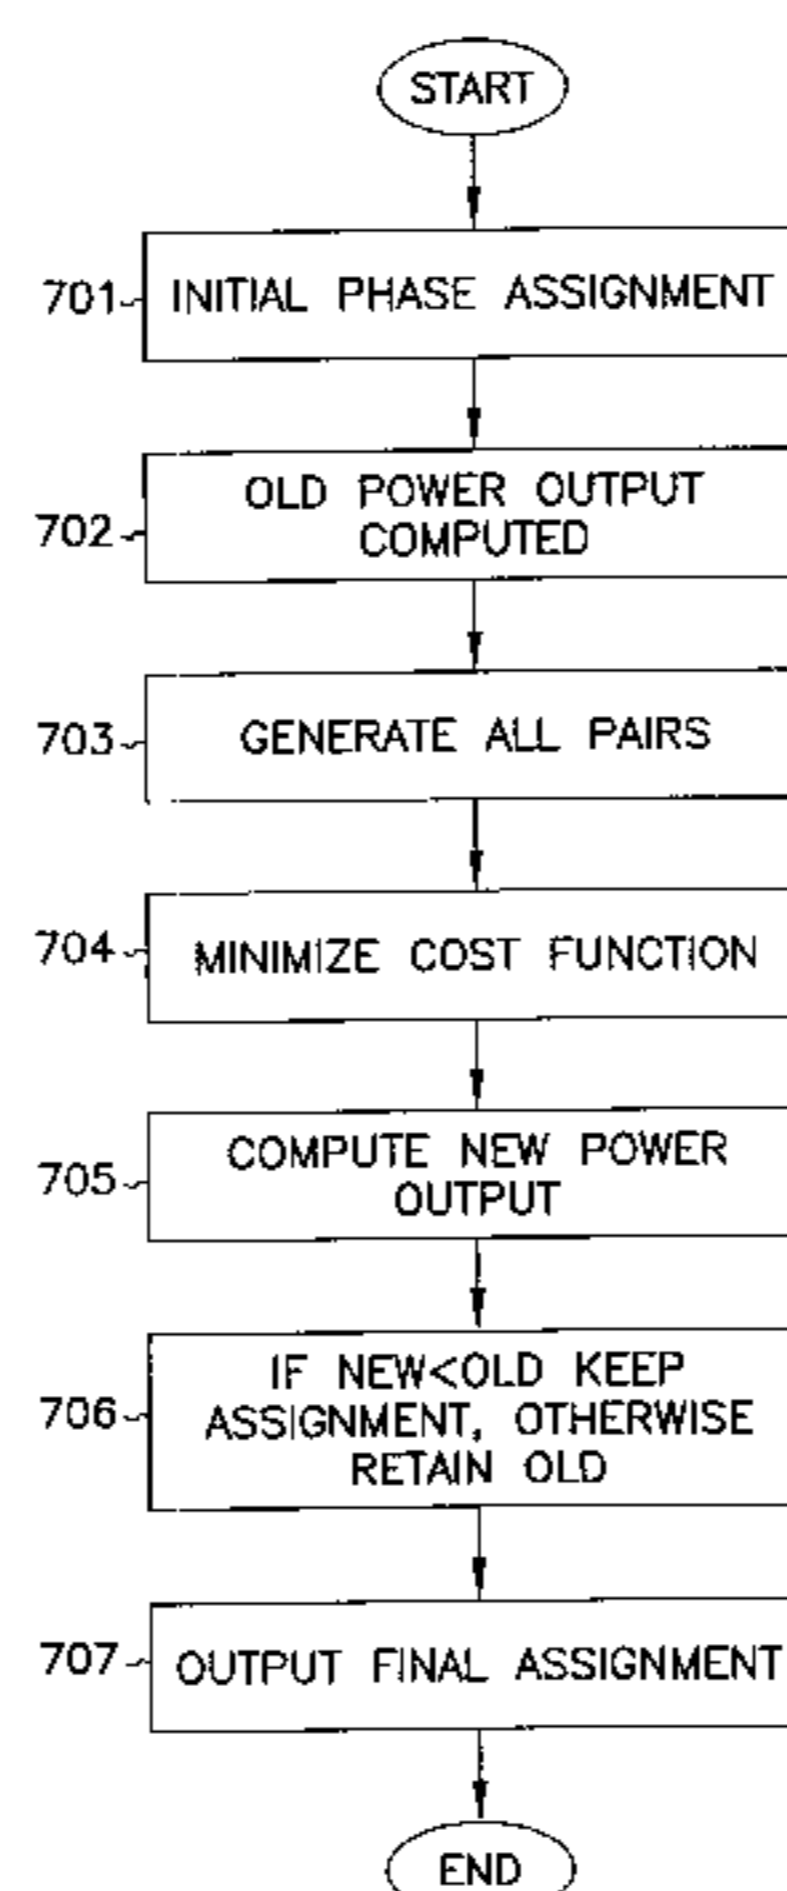 START
701 INITIAL PHASE ASSIGNMENT
702 OLD POWER OUTPUT
COMPUTED
703 GENERATE ALL PAIRS
704 MINIMIZE COST FUNCTION
705 COMPUTE NEW POWER
OUTPUT
706 IF NEW<OLD KEEP
ASSIGNMENT, OTHERWISE
RETAIN OLD
707 OUTPUT FINAL ASSIGNMENT
END